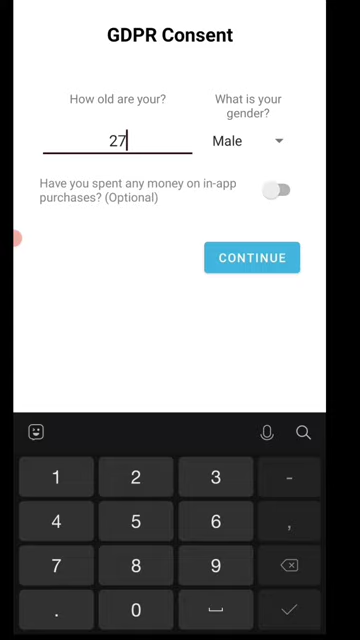 GDPR Consent
How old are your?
What is your
gender?
27
Male
Have you spent any money on in-app
purchases? (Optional)
CONTINUE
1 2 3 -
4 5 6 ,
7 8 9
. 0